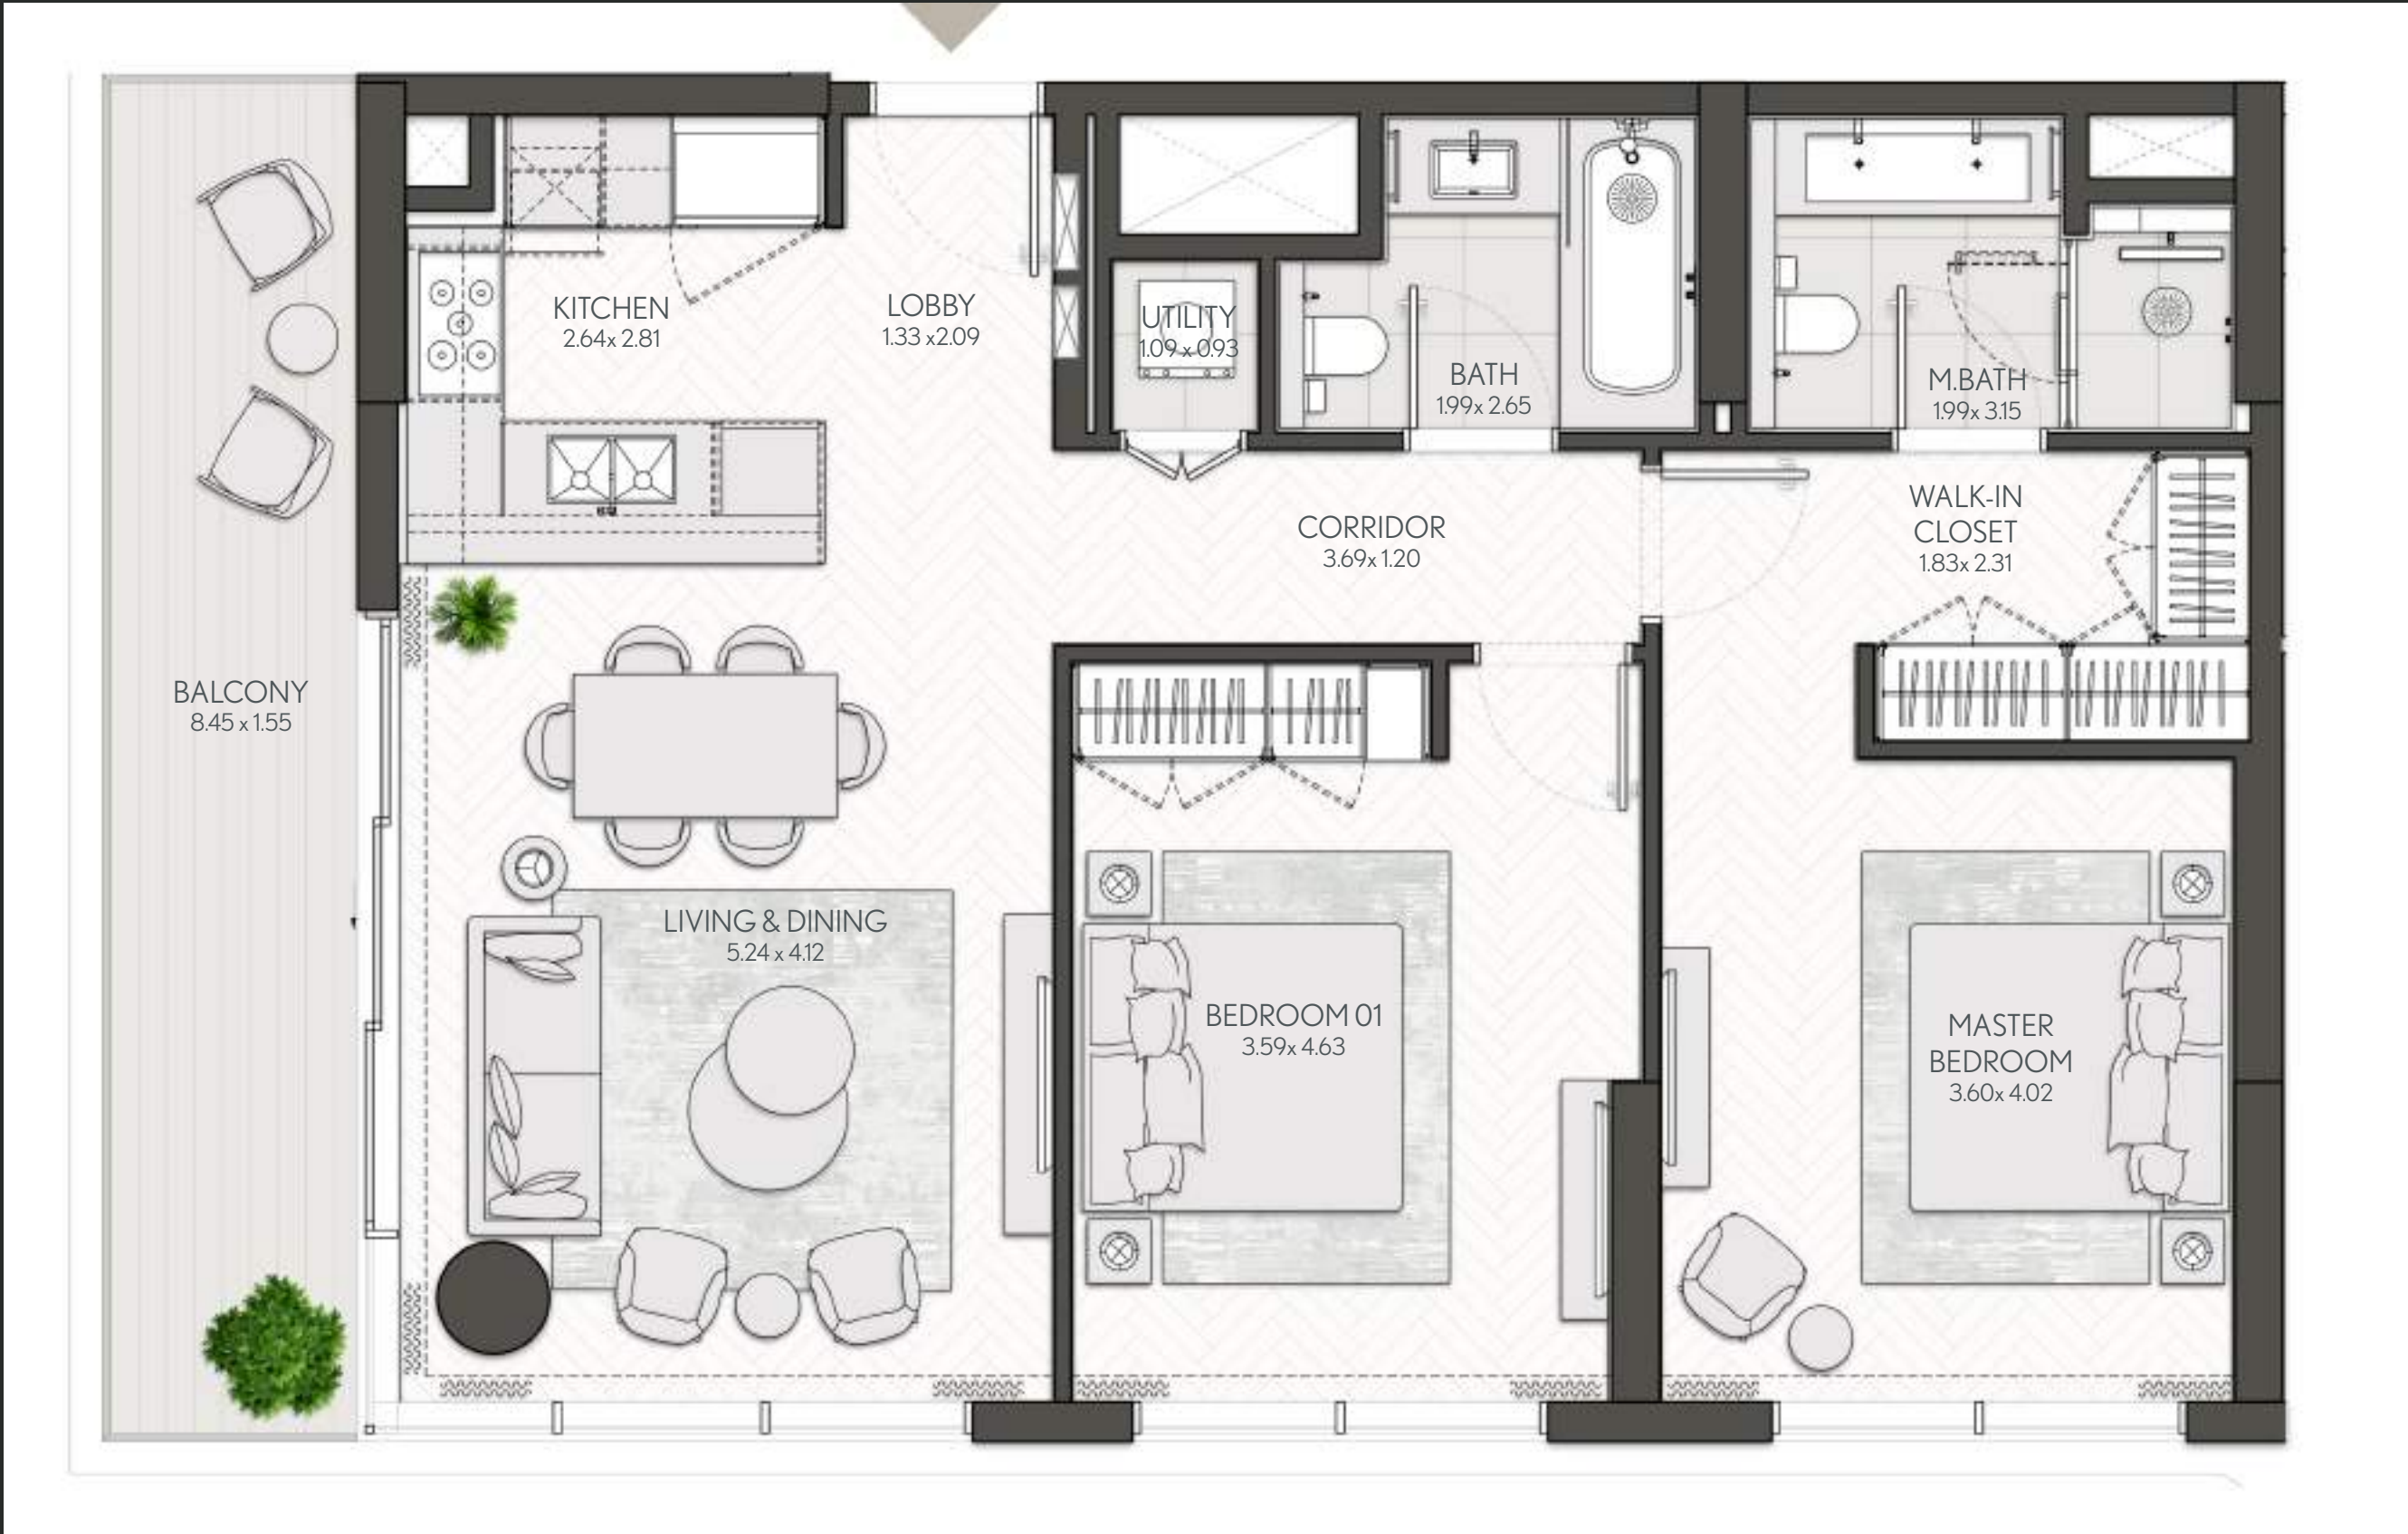 KITCHEN
2.64x 2.81
LOBBY
1.33 x2.09
UTILITY
1.09 x 0.93
BATH
1.99x 2.65
M.BATH
1.99x 3.15
WALK-IN
CLOSET
1.83x 2.31
CORRIDOR
3.69x 1.20
BALCONY
8.45 x 1.55
LIVING & DINING
5.24 x 4.12
BEDROOM 01
3.59x 4.63
MASTER
BEDROOM
3.60x 4.02